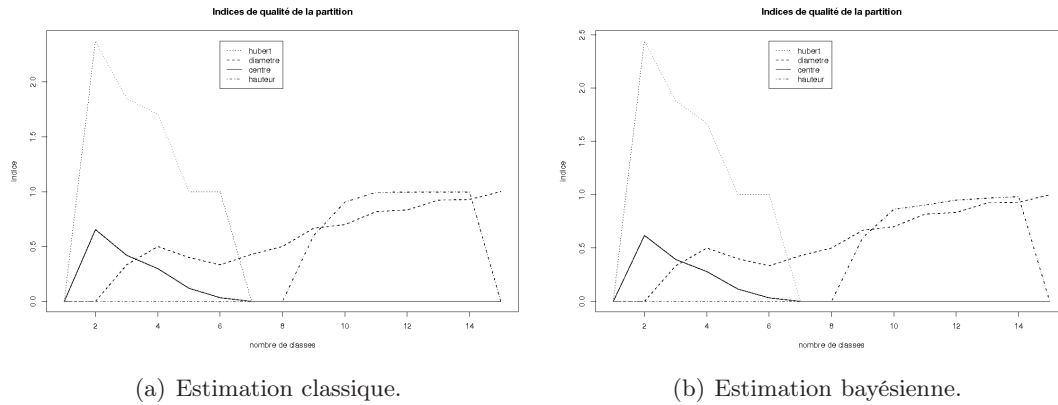 Indices de qualité de la partition
hubert
diametre
centre
hauteur
indice
0.0
0.5
1.0
1.5
2.0
2
4
6
8
10
12
14
nombre de classes
(a) Estimation classique.
Indices de qualité de la partition
hubert
diametre
centre
hauteur
indice
0.0
0.5
1.0
1.5
2.0
2.5
2
4
6
8
10
12
14
nombre de classes
(b) Estimation bayésienne.